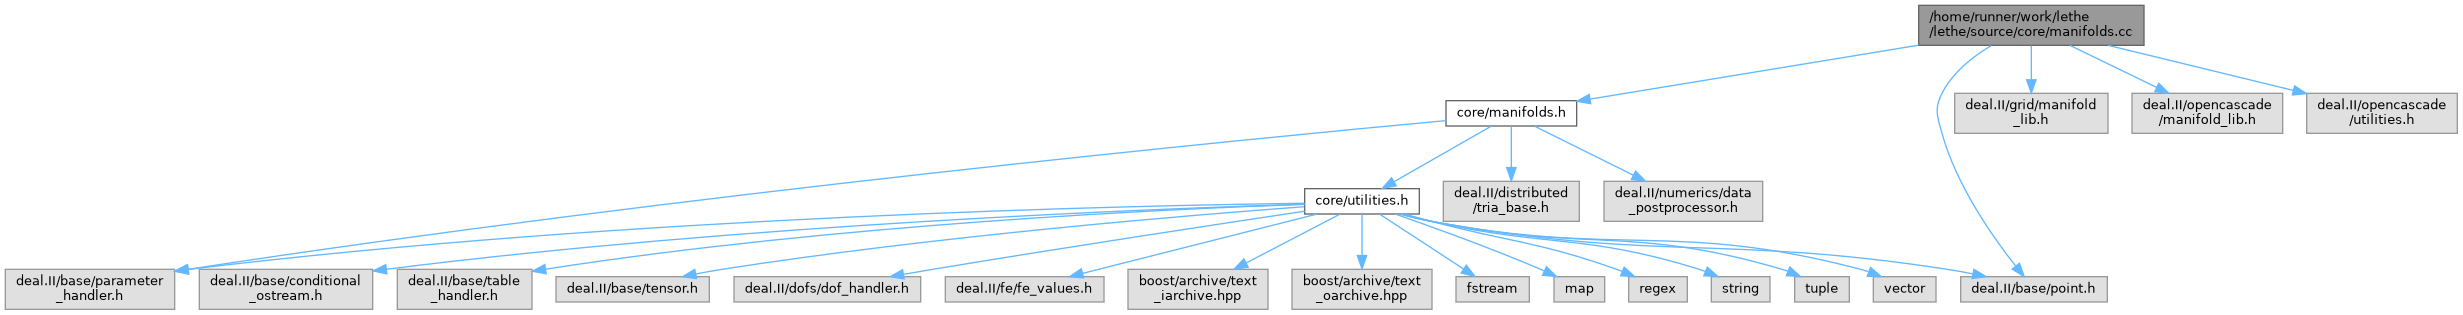 /home/runner/work/lethe
/lethe/source/core/manifolds.cc
core/manifolds.h
deal.II/grid/manifold
_lib.h
deal.II/opencascade
/manifold_lib.h
deal.II/opencascade
/utilities.h
core/utilities.h
deal.II/distributed
/tria_base.h
deal.II/numerics/data
_postprocessor.h
deal.II/base/parameter
_handler.h
deal.II/base/conditional
_ostream.h
deal.II/base/table
_handler.h
deal.II/base/tensor.h
deal.II/dofs/dof_handler.h
deal.II/fe/fe_values.h
boost/archive/text
_iarchive.hpp
boost/archive/text
_oarchive.hpp
fstream
map
regex
string
tuple
vector
deal.II/base/point.h